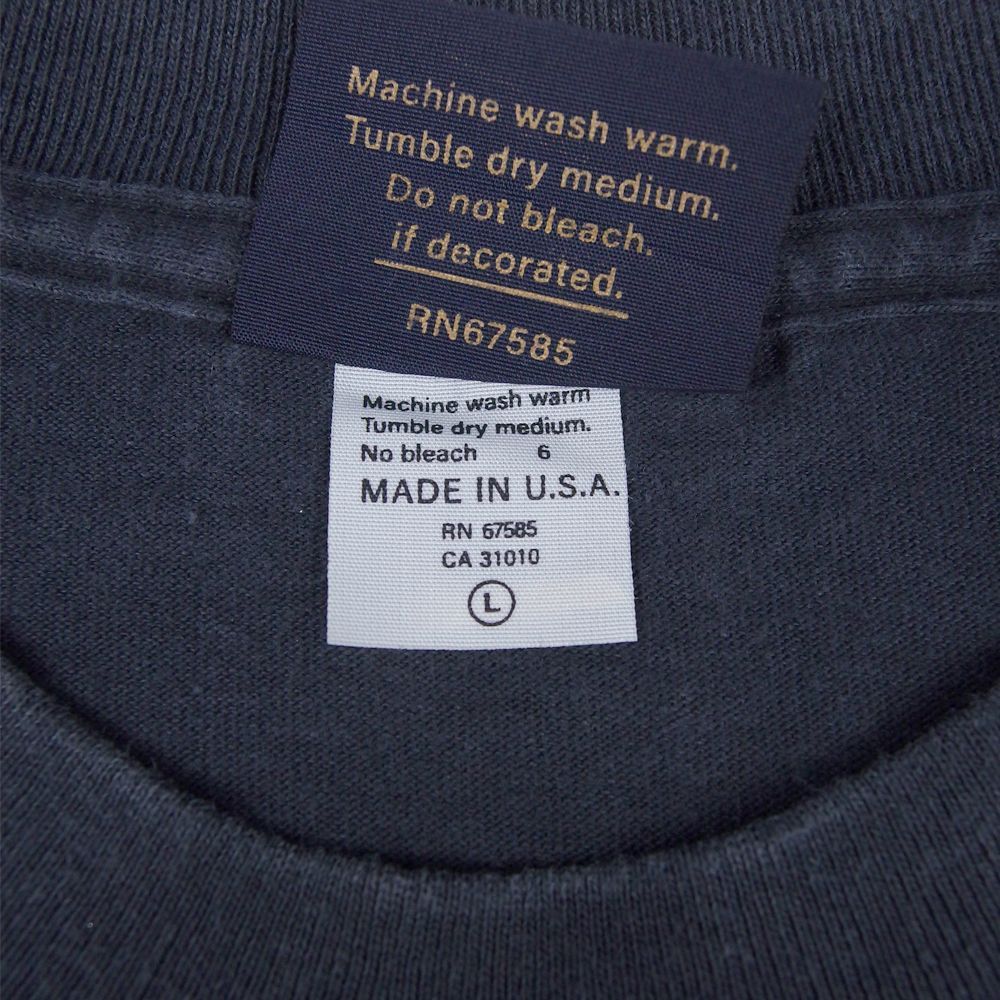 Machine wash warm.
Tumble dry medium.
Do not bleach.
if decorated.
RN67585
Machine wash warm
Tumble dry medium.
No bleach 6
MADE IN U.S.A.
RN 67585
CA 31010
L